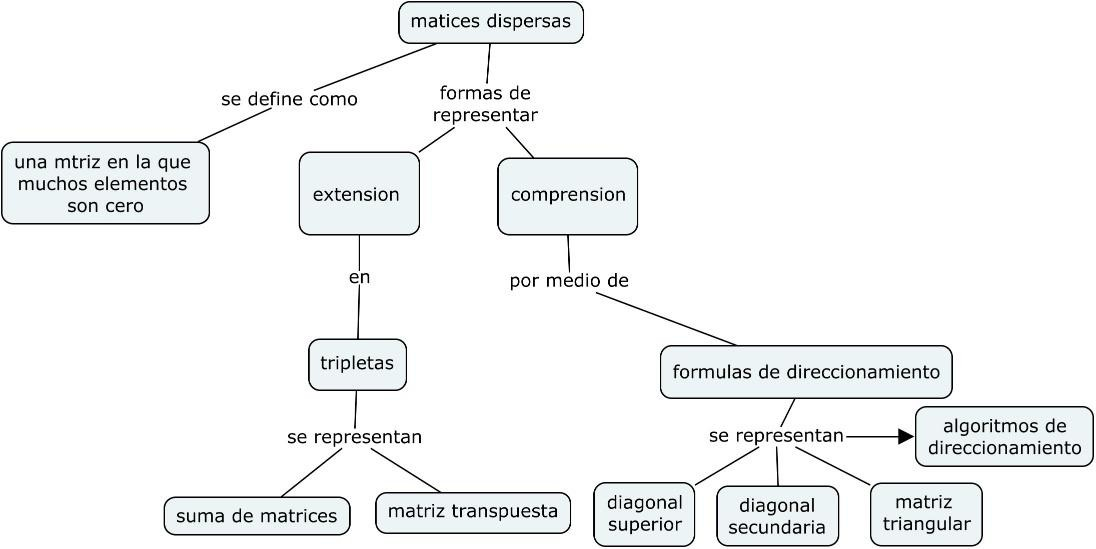 matices dispersas
se define como
formas de
representar
una mtriz en la que
muchos elementos
son cero
extension
comprension
en
por medio de
tripletas
formulas de direccionamiento
se representan
se representan
algoritmos de
direccionamiento
suma de matrices
matriz transpuesta
diagonal
superior
diagonal
secundaria
matriz
triangular